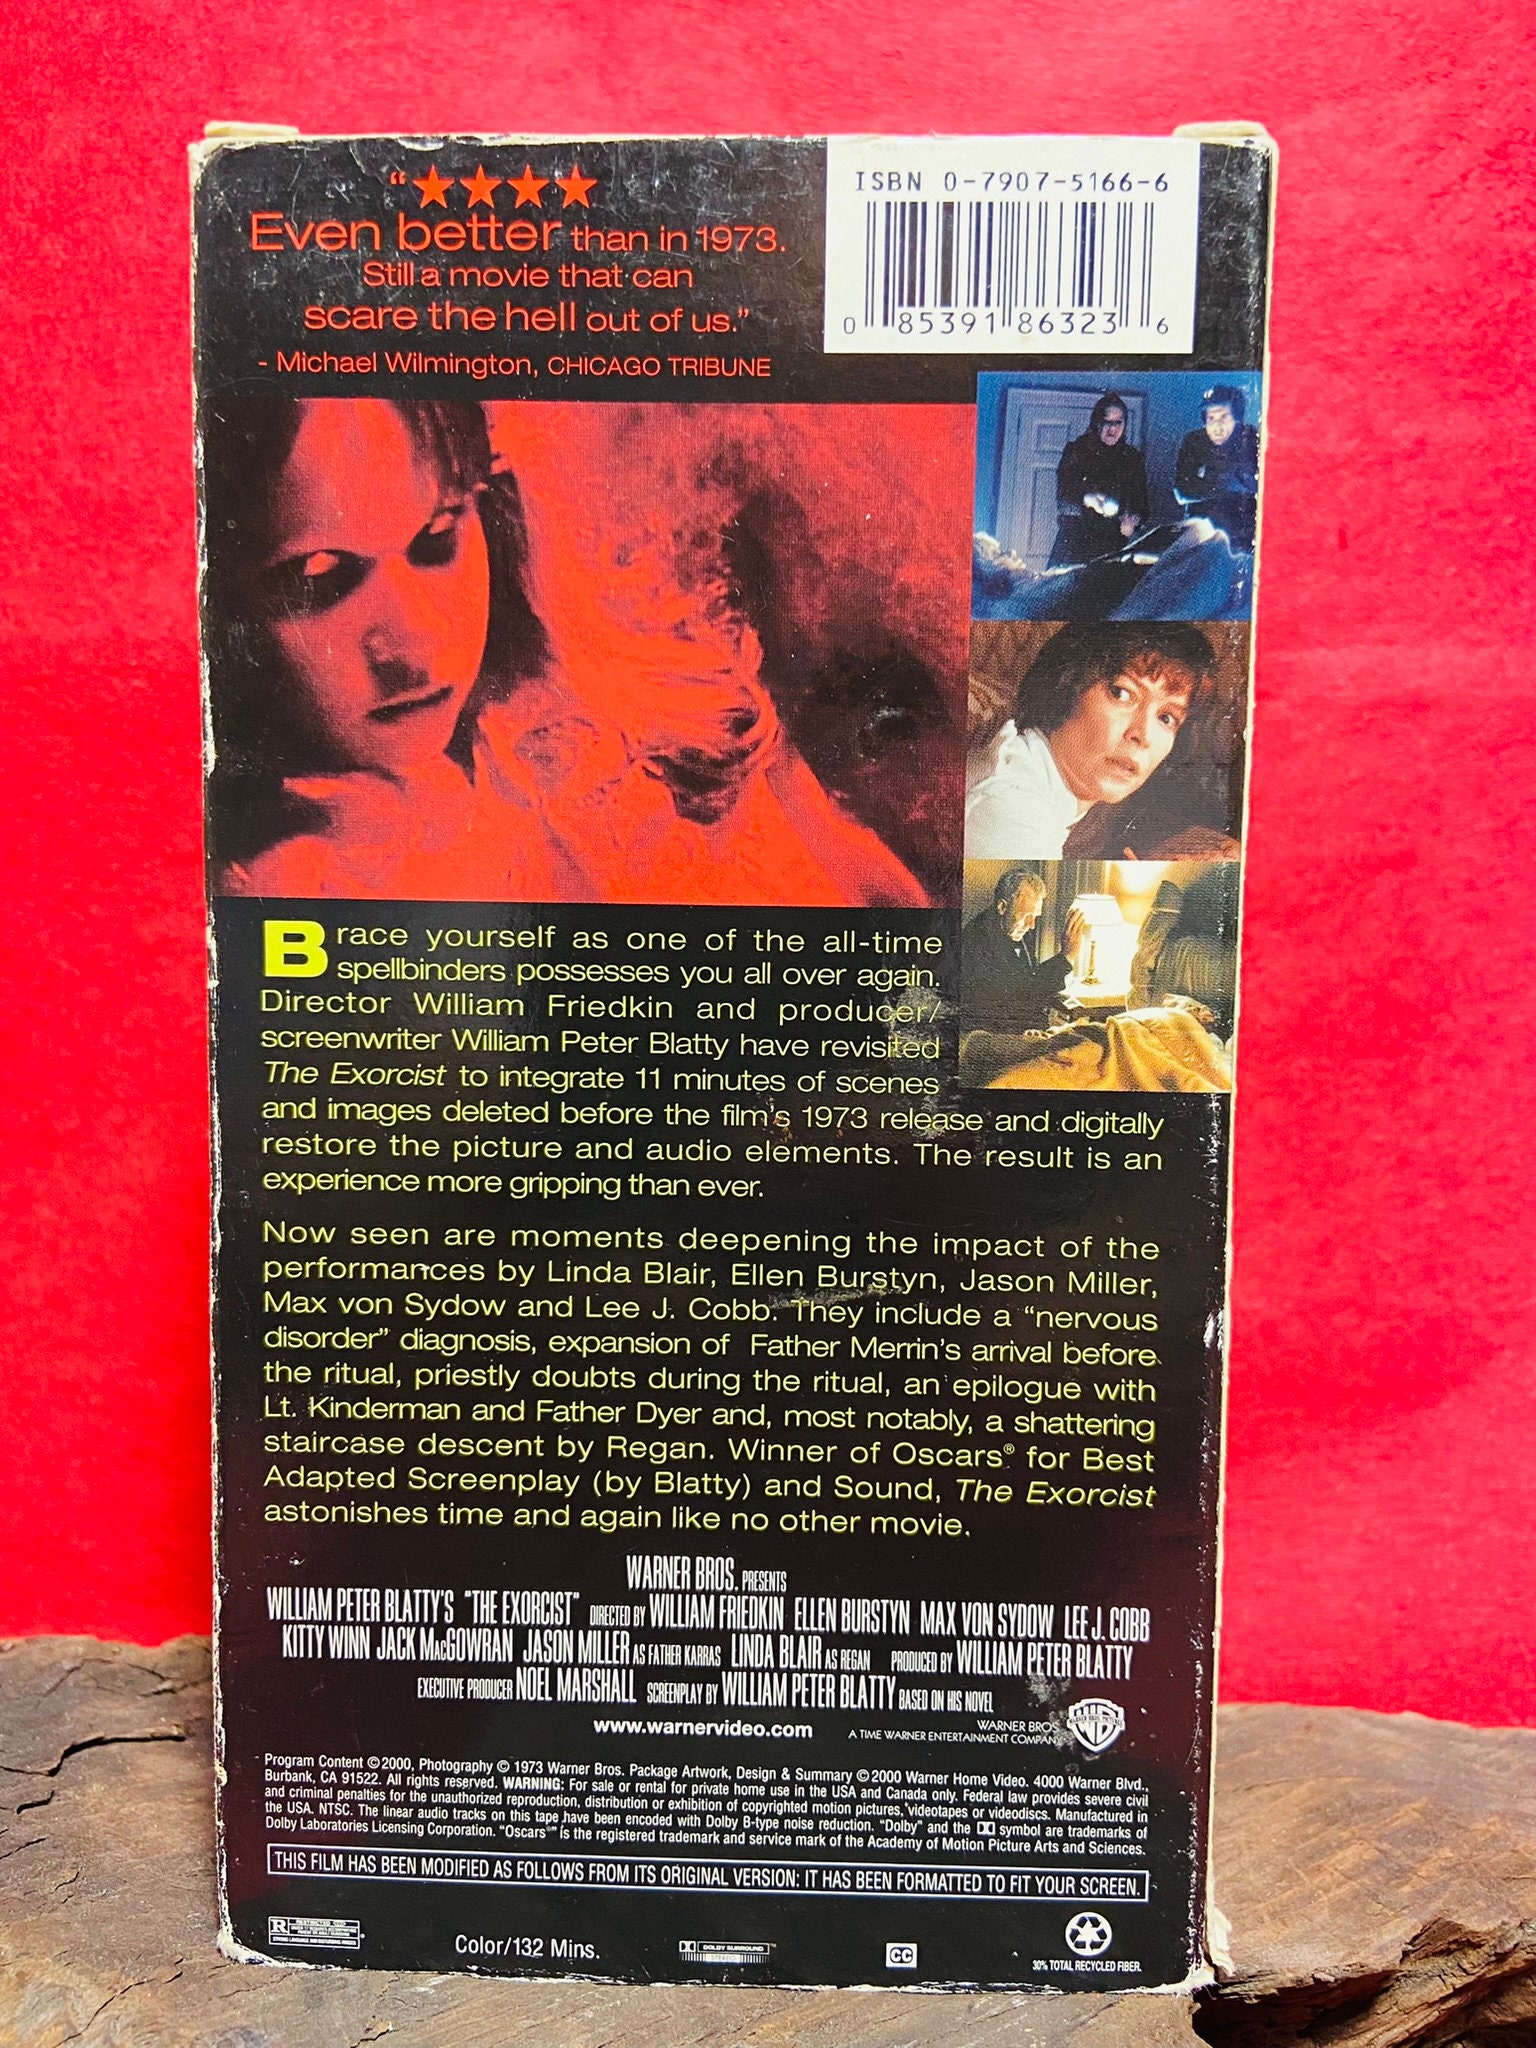 “★★★★
Even better than in 1973.
Still a movie that can
scare the hell out of us.”
- Michael Wilmington, CHICAGO TRIBUNE
ISBN 0-7907-5166-6
0 85391 86323 6
Brace yourself as one of the all-time
spellbinders possesses you all over again.
Director William Friedkin and producer/
screenwriter William Peter Blatty have revisited
The Exorcist to integrate 11 minutes of scenes
and images deleted before the film's 1973 release and digitally
restore the picture and audio elements. The result is an
experience more gripping than ever.
Now seen are moments deepening the impact of the
performances by Linda Blair, Ellen Burstyn, Jason Miller,
Max von Sydow and Lee J. Cobb. They include a “nervous
disorder” diagnosis, expansion of Father Merrin's arrival before
the ritual, priestly doubts during the ritual, an epilogue with
Lt. Kinderman and Father Dyer and, most notably, a shattering
staircase descent by Regan. Winner of Oscars® for Best
Adapted Screenplay (by Blatty) and Sound, The Exorcist
astonishes time and again like no other movie.
WARNER BROS. PRESENTS
WILLIAM PETER BLATTY'S "THE EXORCIST" DIRECTED BY WILLIAM FRIEDKIN ELLEN BURSTYN MAX VON SYDOW LEE J. COBB
KITTY WINN JACK MacGOWRAN JASON MILLER AS FATHER KARRAS LINDA BLAIR AS REGAN PRODUCED BY WILLIAM PETER BLATTY
EXECUTIVE PRODUCER NOEL MARSHALL SCREENPLAY BY WILLIAM PETER BLATTY BASED ON HIS NOVEL
www.warnervideo.com
WARNER BROS
A TIME WARNER ENTERTAINMENT COMPANY
WB
Program Content ©2000, Photography © 1973 Warner Bros. Package Artwork, Design & Summary ©2000 Warner Home Video. 4000 Warner Blvd.,
Burbank, CA 91522. All rights reserved. WARNING: For sale or rental for private home use in the USA and Canada only. Federal law provides severe civil
and criminal penalties for the unauthorized reproduction, distribution or exhibition of copyrighted motion pictures, videotapes or videodiscs. Manufactured in
the USA. NTSC. The linear audio tracks on this tape have been encoded with Dolby B-type noise reduction. "Dolby" and the DD symbol are trademarks of
Dolby Laboratories Licensing Corporation. "Oscars®" is the registered trademark and service mark of the Academy of Motion Picture Arts and Sciences.
THIS FILM HAS BEEN MODIFIED AS FOLLOWS FROM ITS ORIGINAL VERSION: IT HAS BEEN FORMATTED TO FIT YOUR SCREEN.
R RESTRICTED
Color/132 Mins.
DOLBY SURROUND
CC
30% TOTAL RECYCLED FIBER.